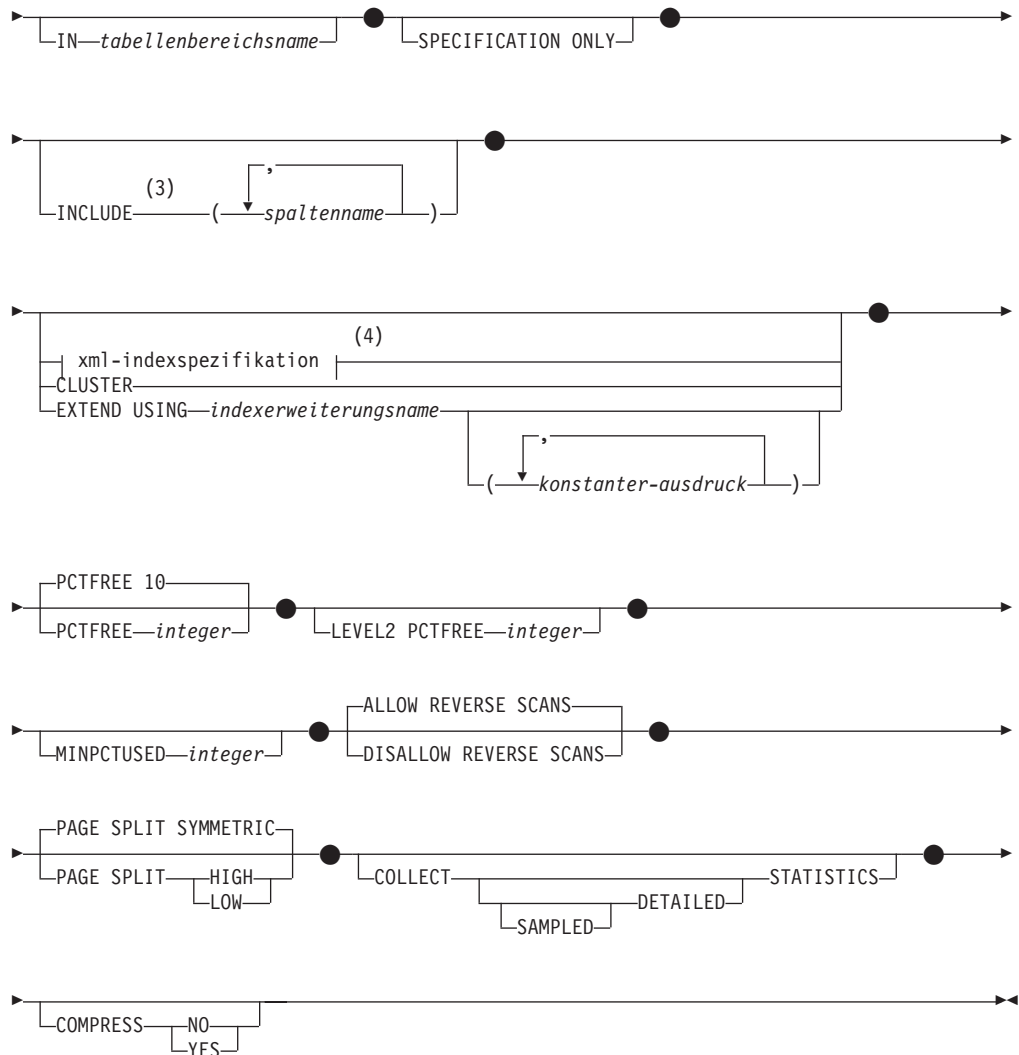 IN tabellenbereichsname SPECIFICATION ONLY
,
(3)
INCLUDE ( spaltenname )
(4)
xml-indexspezifikation
CLUSTER
EXTEND USING indexerweiterungsname
,
( konstanter-ausdruck )
PCTFREE 10
PCTFREE integer LEVEL2 PCTFREE integer
ALLOW REVERSE SCANS
MINPCTUSED integer DISALLOW REVERSE SCANS
PAGE SPLIT SYMMETRIC
PAGE SPLIT HIGH COLLECT STATISTICS
LOW DETAILED
SAMPLED
COMPRESS NO
YES